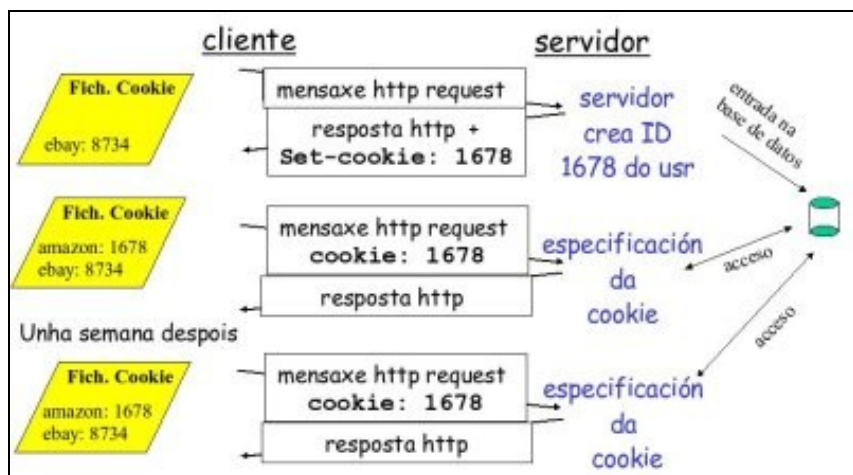 cliente
servidor
Fich. Cookie
ebay: 8734
mensaxe http request
resposta http +
Set-cookie: 1678
servidor
crea ID
1678 do usr
entrada na
base de datos
Fich. Cookie
amazon: 1678
ebay: 8734
mensaxe http request
cookie: 1678
resposta http
especificación
da
cookie
acceso
Unha semana despois
acceso
Fich. Cookie
amazon: 1678
ebay: 8734
mensaxe http request
cookie: 1678
resposta http
especificación
da
cookie